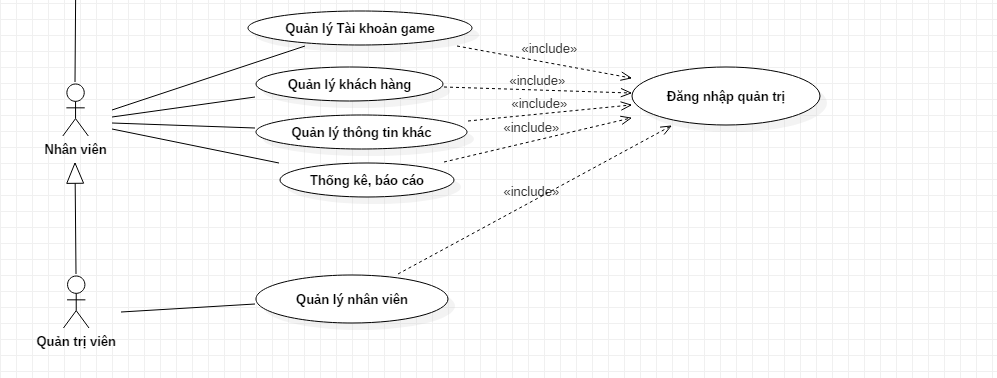 Quản lý Tài khoản game
«include»
Quản lý khách hàng
«include»
Đăng nhập quản trị
«include»
Quản lý thông tin khác
«include»
Nhân viên
Thống kê, báo cáo
«include»
Quản lý nhân viên
Quản trị viên